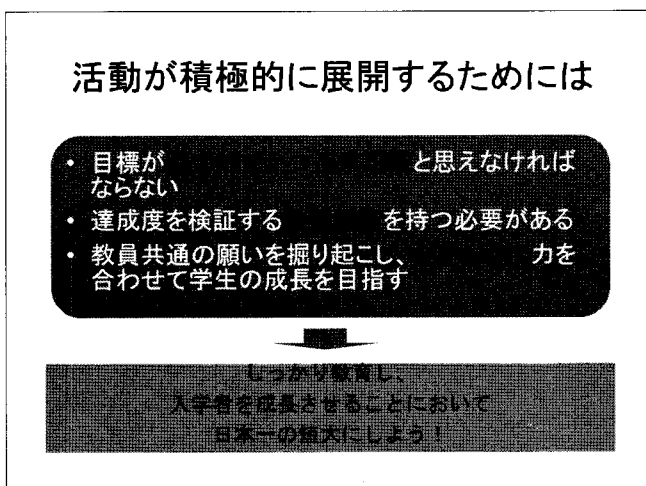 活動が積極的に展開するためには
・ 目標が と思えなければ
ならない
・ 達成度を検証する を持つ必要がある
・ 教員共通の願いを掘り起こし、 力を
合わせて学生の成長を目指す
しっかり教育し、
入学者を成長させることにおいて
日本一の 大にしよう！